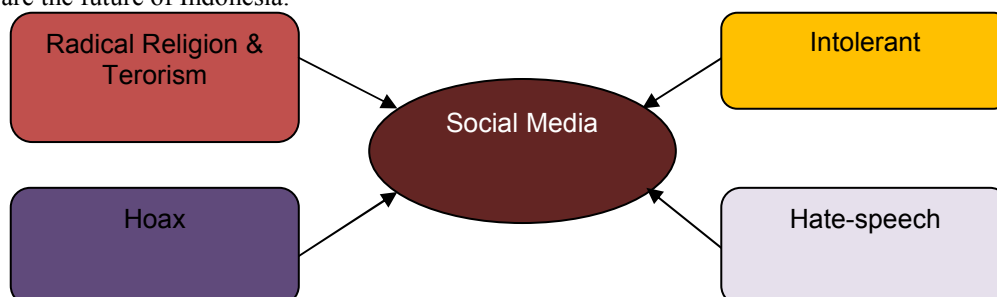 are the future of Indonesia.
Radical Religion &
Terorism
Intolerant
Social Media
Hoax
Hate-speech